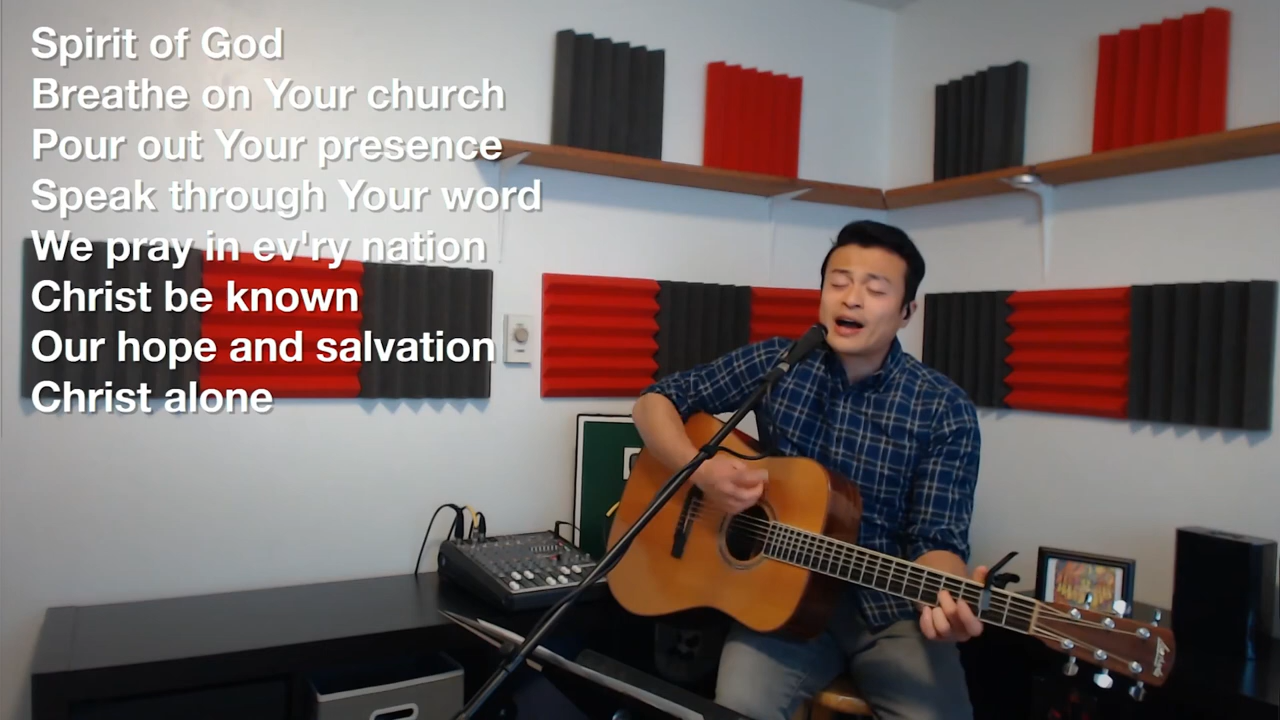 Spirit of God
Breathe on Your church
Pour out Your presence
Speak through Your word
We pray in ev'ry nation
Christ be known
Our hope and salvation
Christ alone